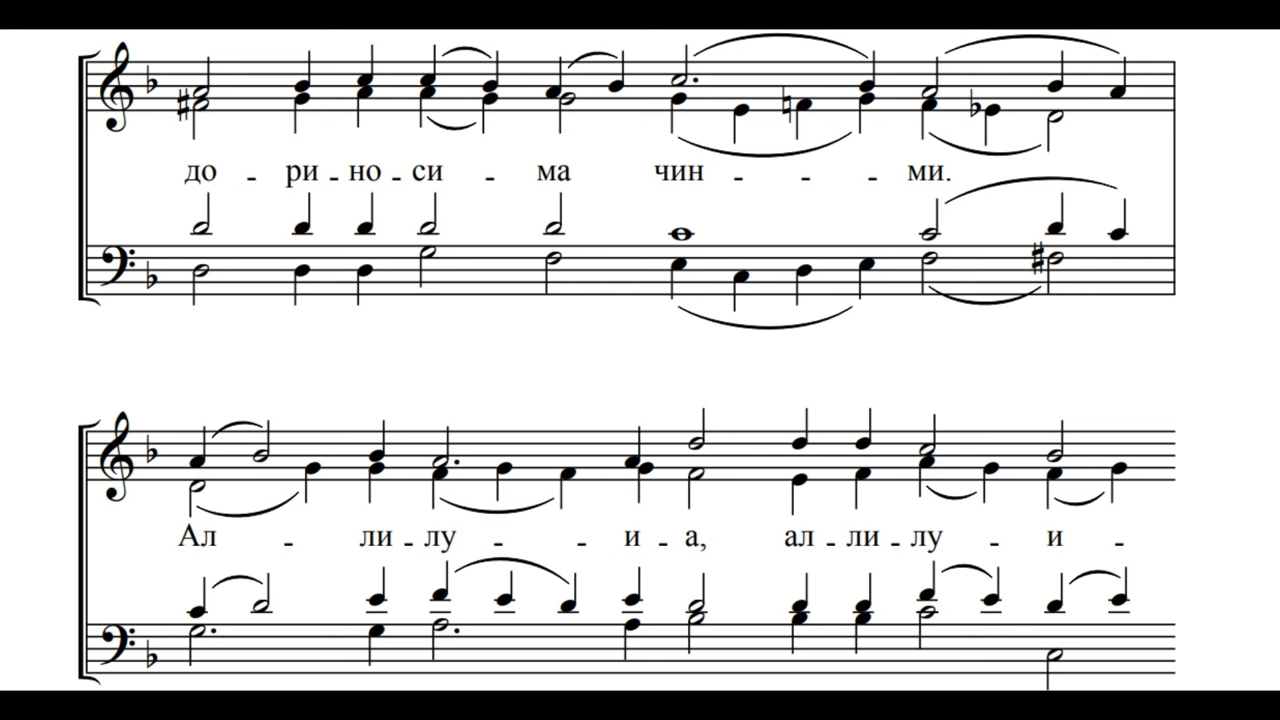 до - ри - но - си - ма чин - - - ми.
Ал - ли - лу - - и - а, ал - ли - лу - и -